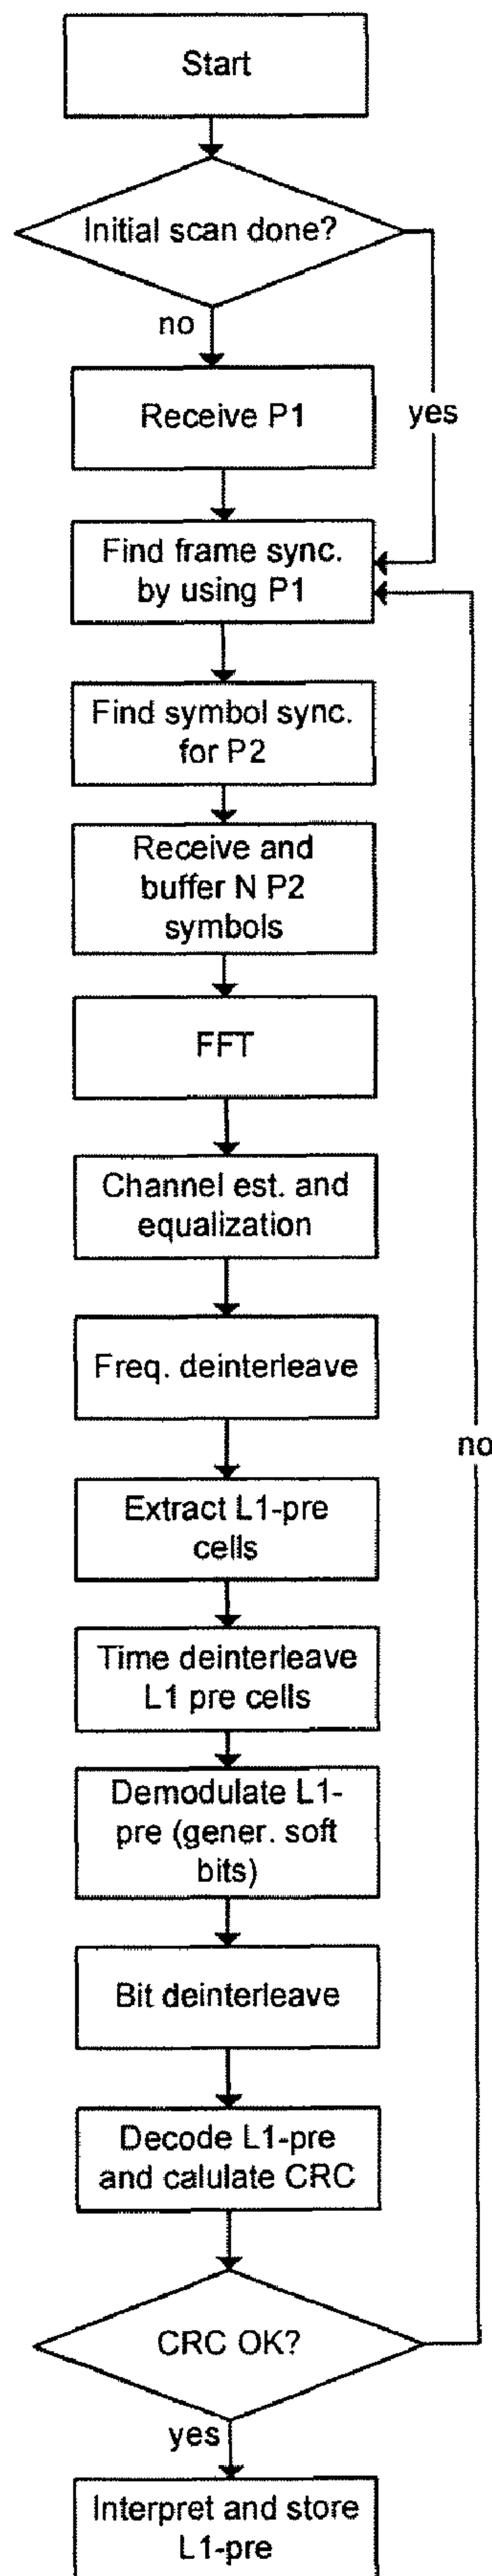 Start
Initial scan done?
no
Receive P1
yes
Find frame sync.
by using P1
Find symbol sync.
for P2
Receive and
buffer N P2
symbols
FFT
Channel est. and
equalization
Freq. deinterleave
no
Extract L1-pre
cells
Time deinterleave
L1 pre cells
Demodulate L1-
pre (gener. soft
bits)
Bit deinterleave
Decode L1-pre
and calulate CRC
CRC OK?
yes
Interpret and store
L1-pre